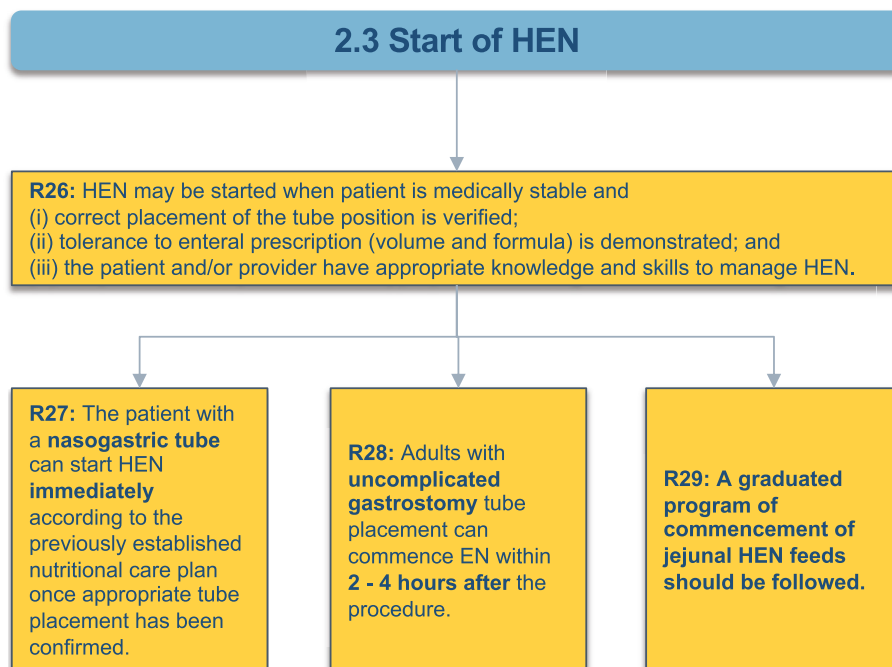 2.3 Start of HEN
R26: HEN may be started when patient is medically stable and
(i) correct placement of the tube position is verified;
(ii) tolerance to enteral prescription (volume and formula) is demonstrated; and
(iii) the patient and/or provider have appropriate knowledge and skills to manage HEN.
R27: The patient with
a nasogastric tube
can start HEN
immediately
according to the
previously established
nutritional care plan
once appropriate tube
placement has been
confirmed.
R28: Adults with
uncomplicated
gastrostomy tube
placement can
commence EN within
2 - 4 hours after the
procedure.
R29: A graduated
program of
commencement of
jejunal HEN feeds
should be followed.